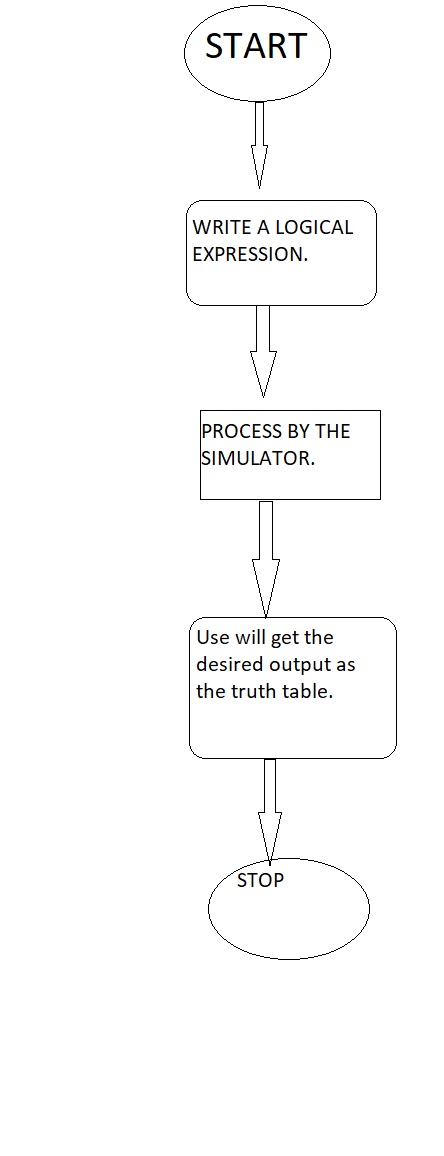 START
WRITE A LOGICAL
EXPRESSION.
PROCESS BY THE
SIMULATOR.
Use will get the
desired output as
the truth table.
STOP